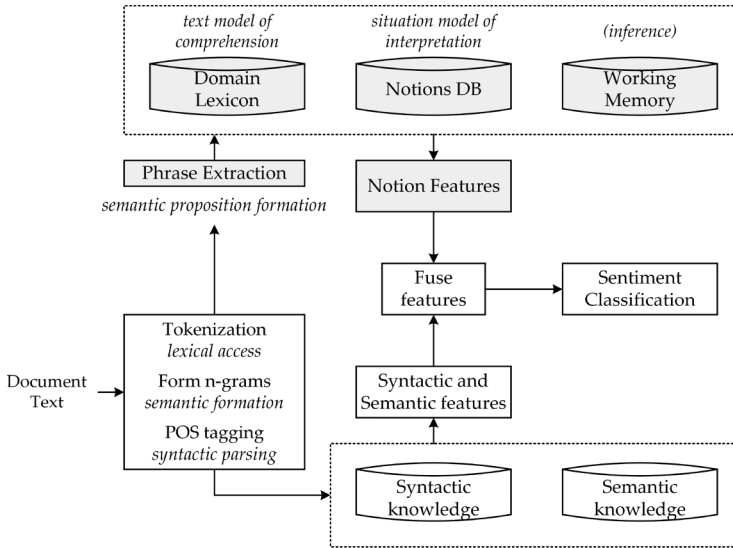 text model of
comprehension
situation model of
interpretation
(inference)
Domain
Lexicon
Notions DB
Working
Memory
Phrase Extraction
semantic proposition formation
Notion Features
Fuse
features
Sentiment
Classification
Tokenization
lexical access
Form n-grams
semantic formation
POS tagging
syntactic parsing
Document
Text
Syntactic and
Semantic features
Syntactic
knowledge
Semantic
knowledge